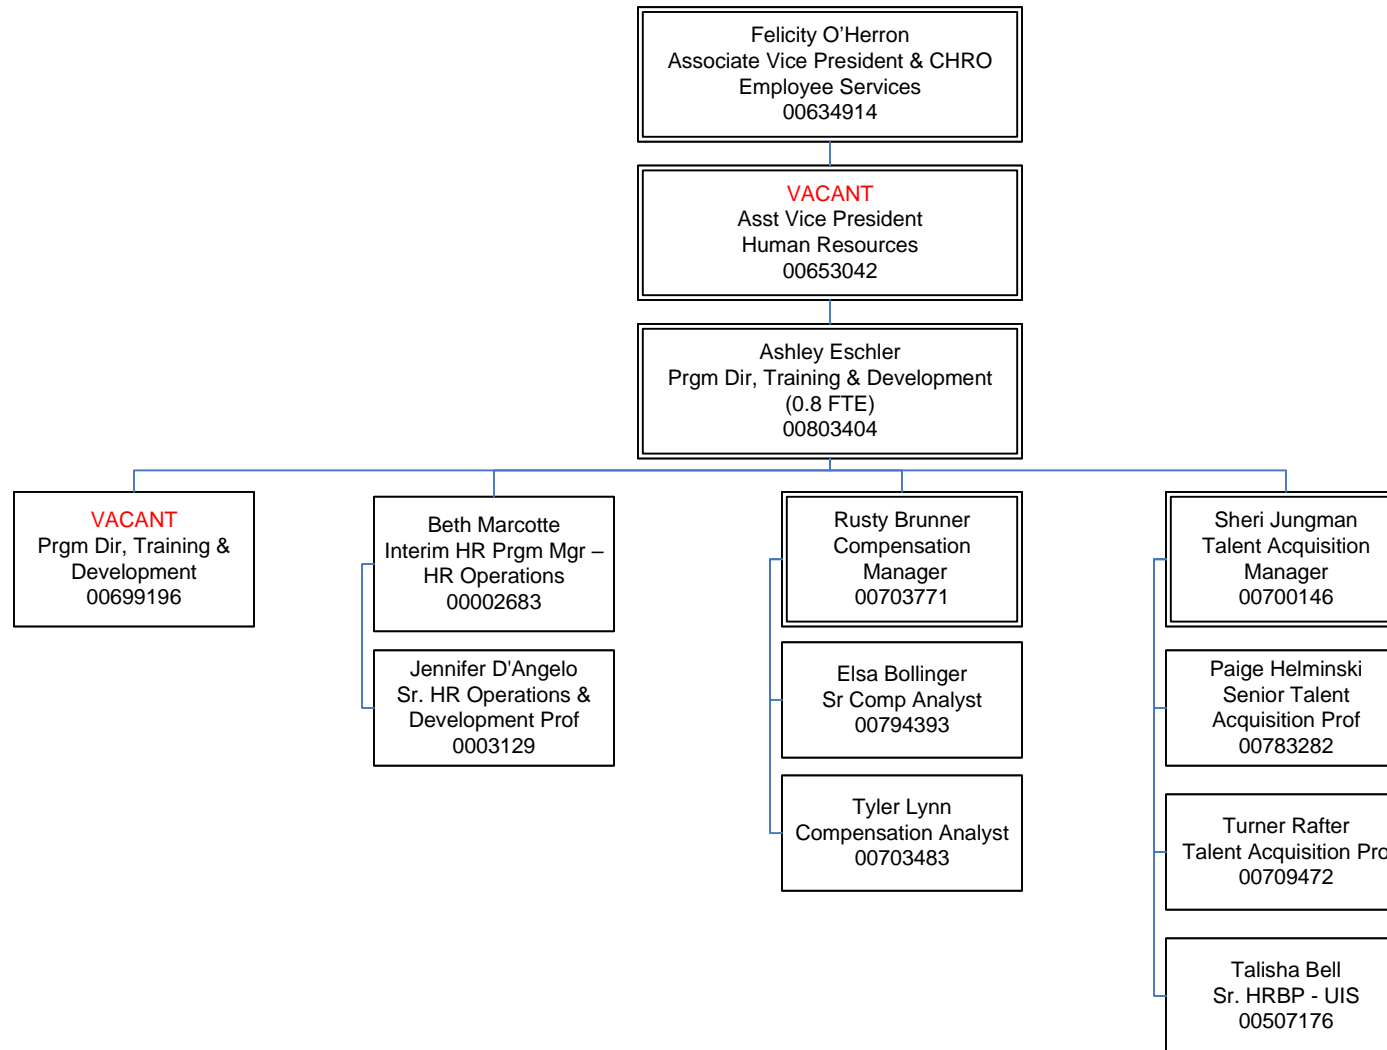 Felicity O’Herron
Associate Vice President & CHRO
Employee Services
00634914
VACANT
Asst Vice President
Human Resources
00653042
Ashley Eschler
Prgm Dir, Training & Development
(0.8 FTE)
00803404
VACANT
Prgm Dir, Training &
Development
00699196
Beth Marcotte
Interim HR Prgm Mgr –
HR Operations
00002683
Jennifer D'Angelo
Sr. HR Operations &
Development Prof
0003129
Rusty Brunner
Compensation
Manager
00703771
Elsa Bollinger
Sr Comp Analyst
00794393
Tyler Lynn
Compensation Analyst
00703483
Sheri Jungman
Talent Acquisition
Manager
00700146
Paige Helminski
Senior Talent
Acquisition Prof
00783282
Turner Rafter
Talent Acquisition
00709472
Talisha Bell
Sr. HRBP - UIS
00507176